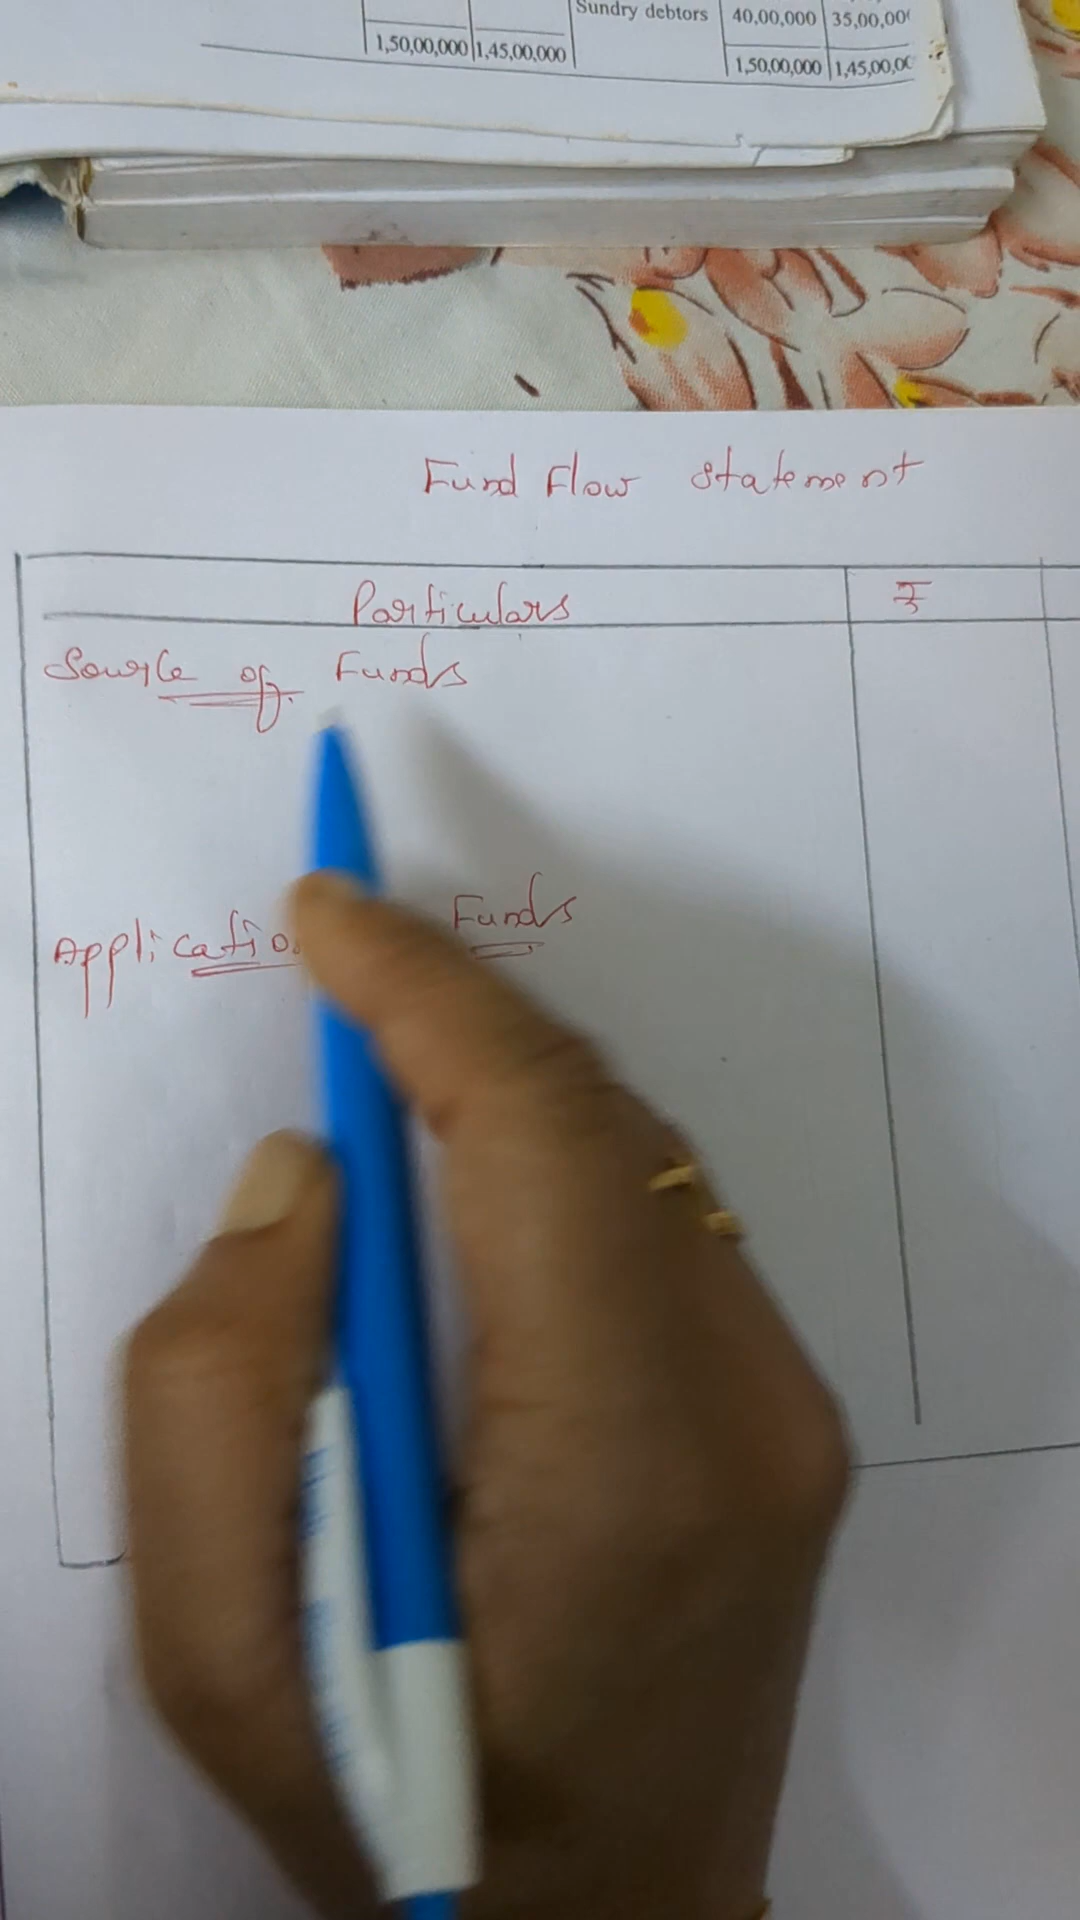 Sundry debtors 40,00,000 35,00,00
1,50,00,000 1,45,00,000
1,50,00,000 1,45,00,00
Fund Flow Statement
Particulars ₹
Source of Funds
Application Funds